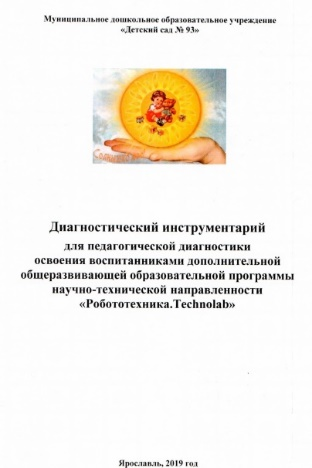 Муниципальное дошкольное образовательное учреждение
«Детский сад № 93»
Диагностический инструментарий
для педагогической диагностики
освоения воспитанниками дополнительной
общеразвивающей образовательной программы
научно-технической направленности
«Робототехника.Technolab»
Ярославль, 2019 год